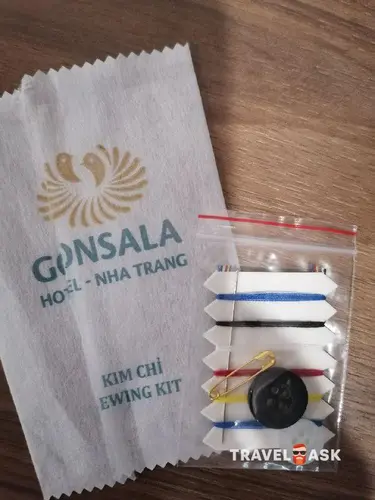 GONSALA
HOTEL - NHA TRANG
KIM CHỈ
EWING KIT
TRAVEL ASK